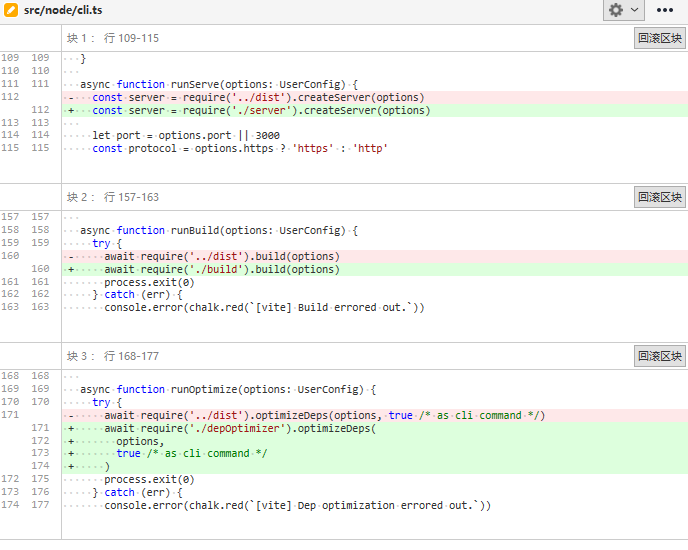 src/node/cli.ts
块 1 : 行 109-115
回滚区块
109 109 }
110 110
111 111 async function runServe(options: UserConfig) {
112 - const server = require('../dist').createServer(options)
112 + const server = require('./server').createServer(options)
113 113
114 114 let port = options.port || 3000
115 115 const protocol = options.https ? 'https' : 'http'
块 2 : 行 157-163
回滚区块
157 157
158 158 async function runBuild(options: UserConfig) {
159 159 try {
160 - await require('../dist').build(options)
160 + await require('./build').build(options)
161 161 process.exit(0)
162 162 } catch (err) {
163 163 console.error(chalk.red(`[vite] Build errored out.`))
块 3 : 行 168-177
回滚区块
168 168
169 169 async function runOptimize(options: UserConfig) {
170 170 try {
171 - await require('../dist').optimizeDeps(options, true /* as cli command */)
171 + await require('./depOptimizer').optimizeDeps(
172 + options,
173 + true /* as cli command */
174 + )
172 175 process.exit(0)
173 176 } catch (err) {
174 177 console.error(chalk.red(`[vite] Dep optimization errored out.`))